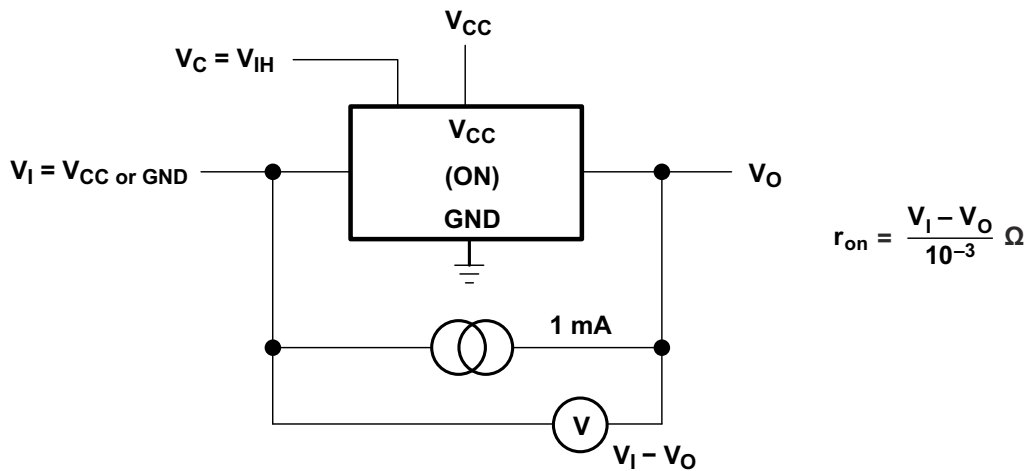 VCC
VC = VIH
VCC
VI = VCC or GND
(ON)
VO
GND
ron = VI – VO / 10–3 Ω
1 mA
V
VI – VO